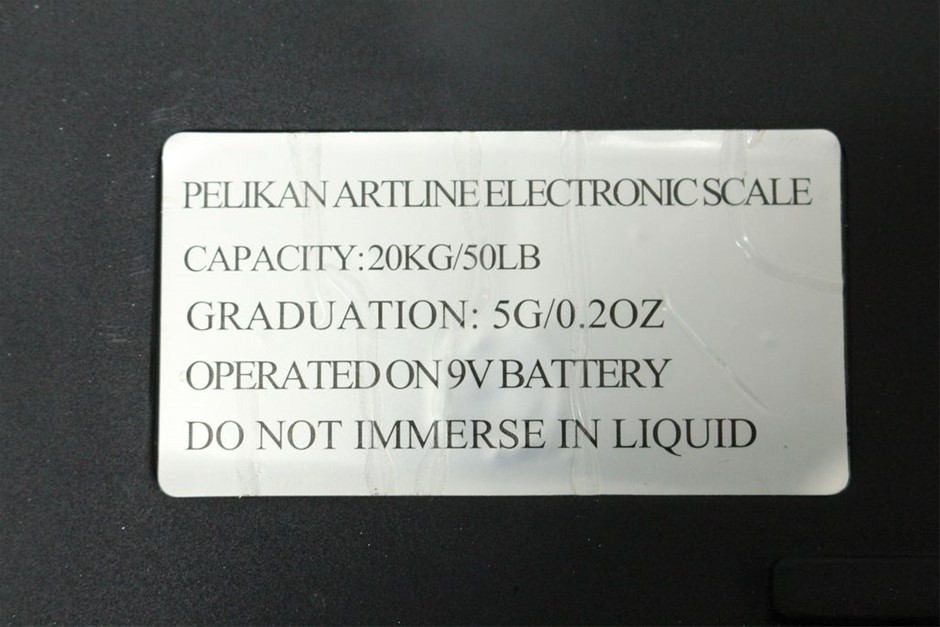 PELIKAN ARTLINE ELECTRONIC SCALE
CAPACITY:20KG/50LB
GRADUATION: 5G/0.2OZ
OPERATED ON 9V BATTERY
DO NOT IMMERSE IN LIQUID